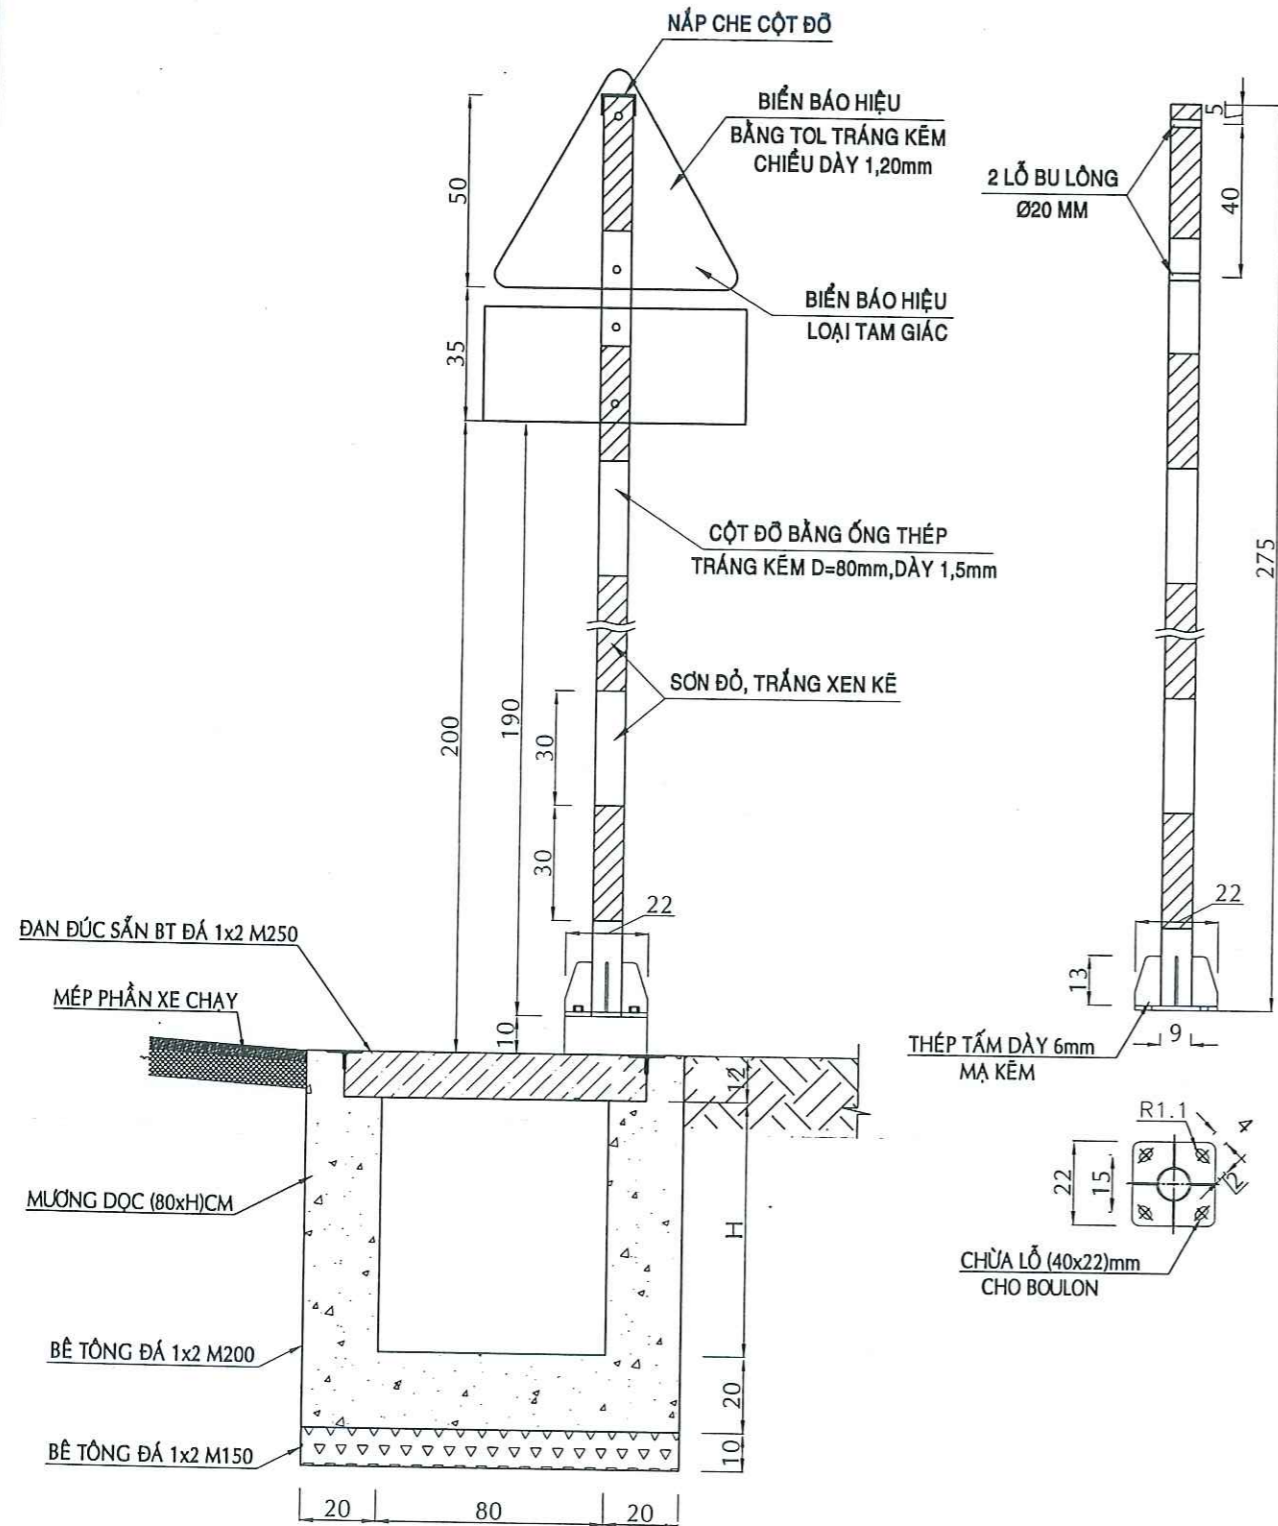 NẮP CHE CỘT ĐỠ
BIỂN BÁO HIỆU
BẰNG TOL TRÁNG KẼM
CHIỀU DÀY 1,20mm
BIỂN BÁO HIỆU
LOẠI TAM GIÁC
50
35
CỘT ĐỠ BẰNG ỐNG THÉP
TRÁNG KẼM D=80mm,DÀY 1,5mm
SƠN ĐỎ, TRẮNG XEN KẼ
200
190
30
30
22
10
ĐAN ĐÚC SẴN BT ĐÁ 1x2 M250
MÉP PHẦN XE CHẠY
12
MƯƠNG DỌC (80xH)CM
H
BÊ TÔNG ĐÁ 1x2 M200
20
BÊ TÔNG ĐÁ 1x2 M150
10
20
80
20
5
2 LỖ BU LÔNG
Ø20 MM
40
275
22
13
9
THÉP TẤM DÀY 6mm
MẠ KẼM
R1.1
4
22
15
2
CHỪA LỖ (40x22)mm
CHO BOULON